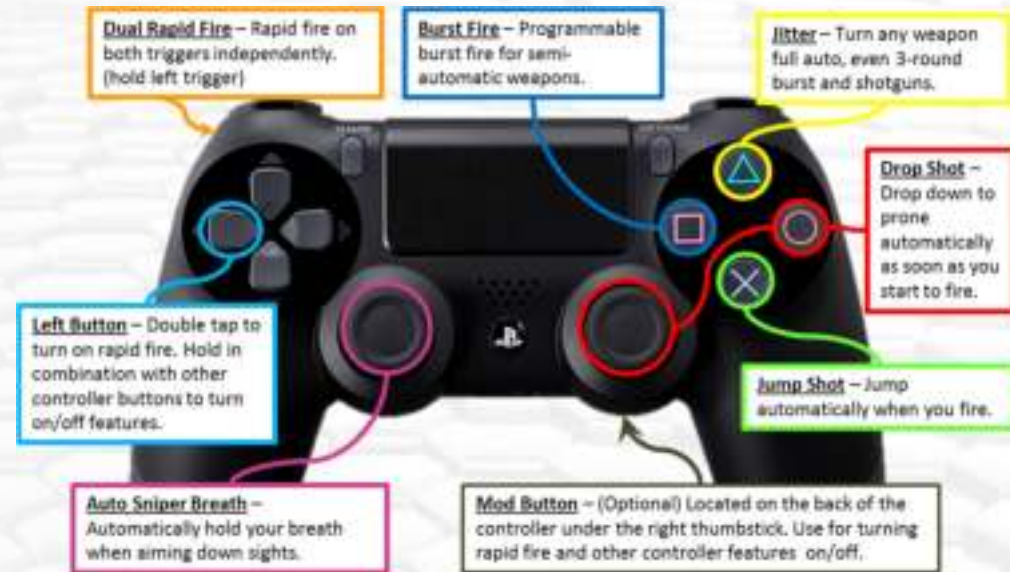 Dual Rapid Fire – Rapid fire on
both triggers independently.
(hold left trigger)
Burst Fire – Programmable
burst fire for semi-
automatic weapons.
Jitter – Turn any weapon
full auto, even 3-round
burst and shotguns.
Drop Shot –
Drop down to
prone
automatically
as soon as you
start to fire.
Left Button – Double tap to
turn on rapid fire. Hold in
combination with other
controller buttons to turn
on/off features.
Jump Shot – Jump
automatically when you fire.
Auto Sniper Breath –
Automatically hold your breath
when aiming down sights.
Mod Button – (Optional) Located on the back of the
controller under the right thumbstick. Use for turning
rapid fire and other controller features on/off.